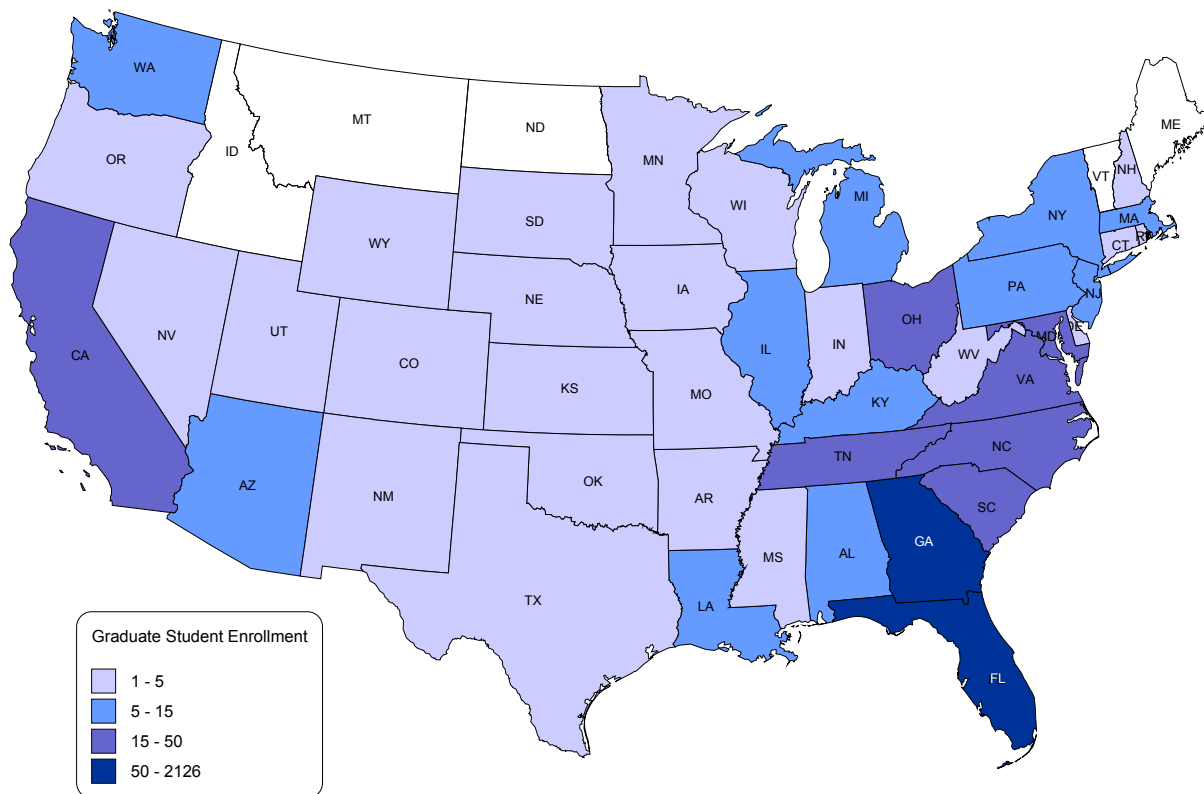 WA
MT
ND
ME
OR
ID
MN
VT
NH
SD
WI
MI
NY
MA
WY
CT
RI
IA
NE
PA
NJ
NV
UT
CA
CO
KS
MO
IL
IN
OH
WV
MD
DE
VA
KY
AZ
NM
OK
AR
TN
NC
SC
MS
AL
GA
TX
LA
FL
Graduate Student Enrollment
1 - 5
5 - 15
15 - 50
50 - 2126